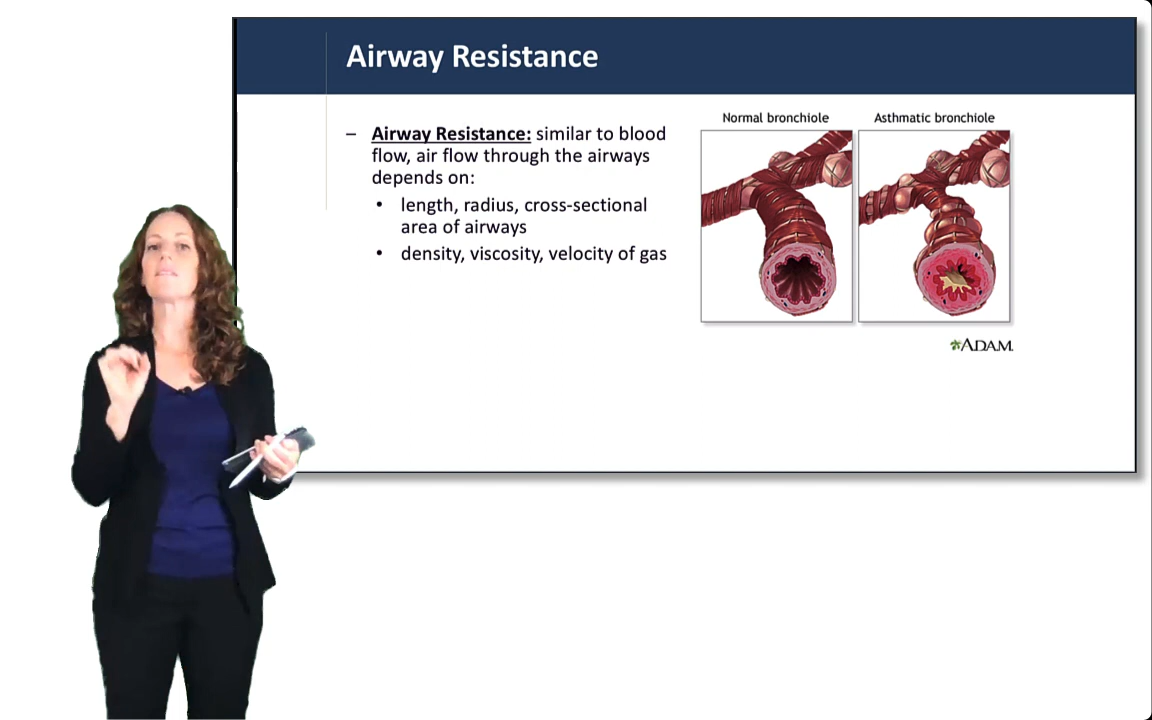 Airway Resistance
– Airway Resistance: similar to blood
flow, air flow through the airways
depends on:
• length, radius, cross-sectional
area of airways
• density, viscosity, velocity of gas
Normal bronchiole
Asthmatic bronchiole
ADAM.